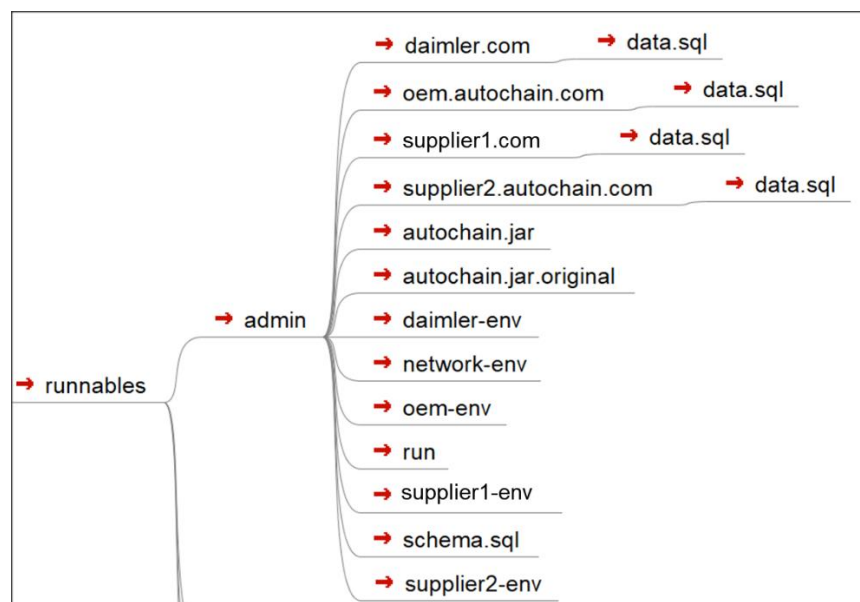 daimler.com data.sql
oem.autochain.com data.sql
supplier1.com data.sql
supplier2.autochain.com data.sql
autochain.jar
autochain.jar.original
admin daimler-env
network-env
runnables
oem-env
run
supplier1-env
schema.sql
supplier2-env